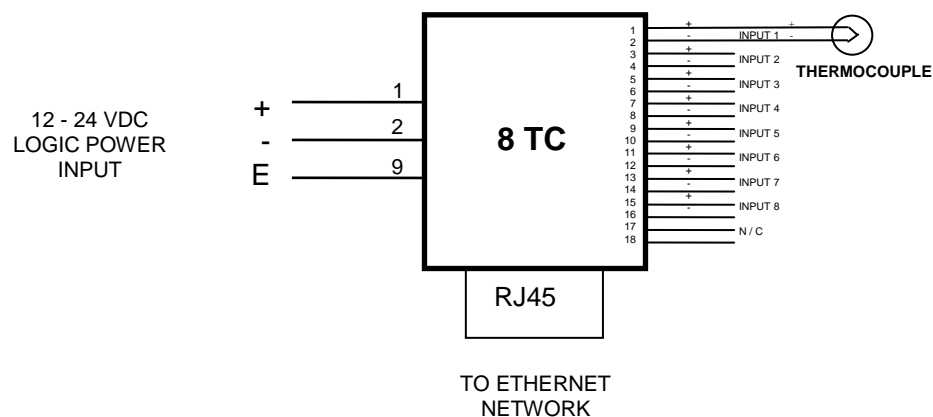 12 - 24 VDC
LOGIC POWER
INPUT
+
-
E
1
2
9
8 TC
1
2
3
4
5
6
7
8
9
10
11
12
13
14
15
16
17
18
+ +
- INPUT 1 -
+
- INPUT 2
+
- INPUT 3
+
- INPUT 4
+
- INPUT 5
+
- INPUT 6
+
- INPUT 7
+
- INPUT 8
N / C
THERMOCOUPLE
RJ45
TO ETHERNET
NETWORK